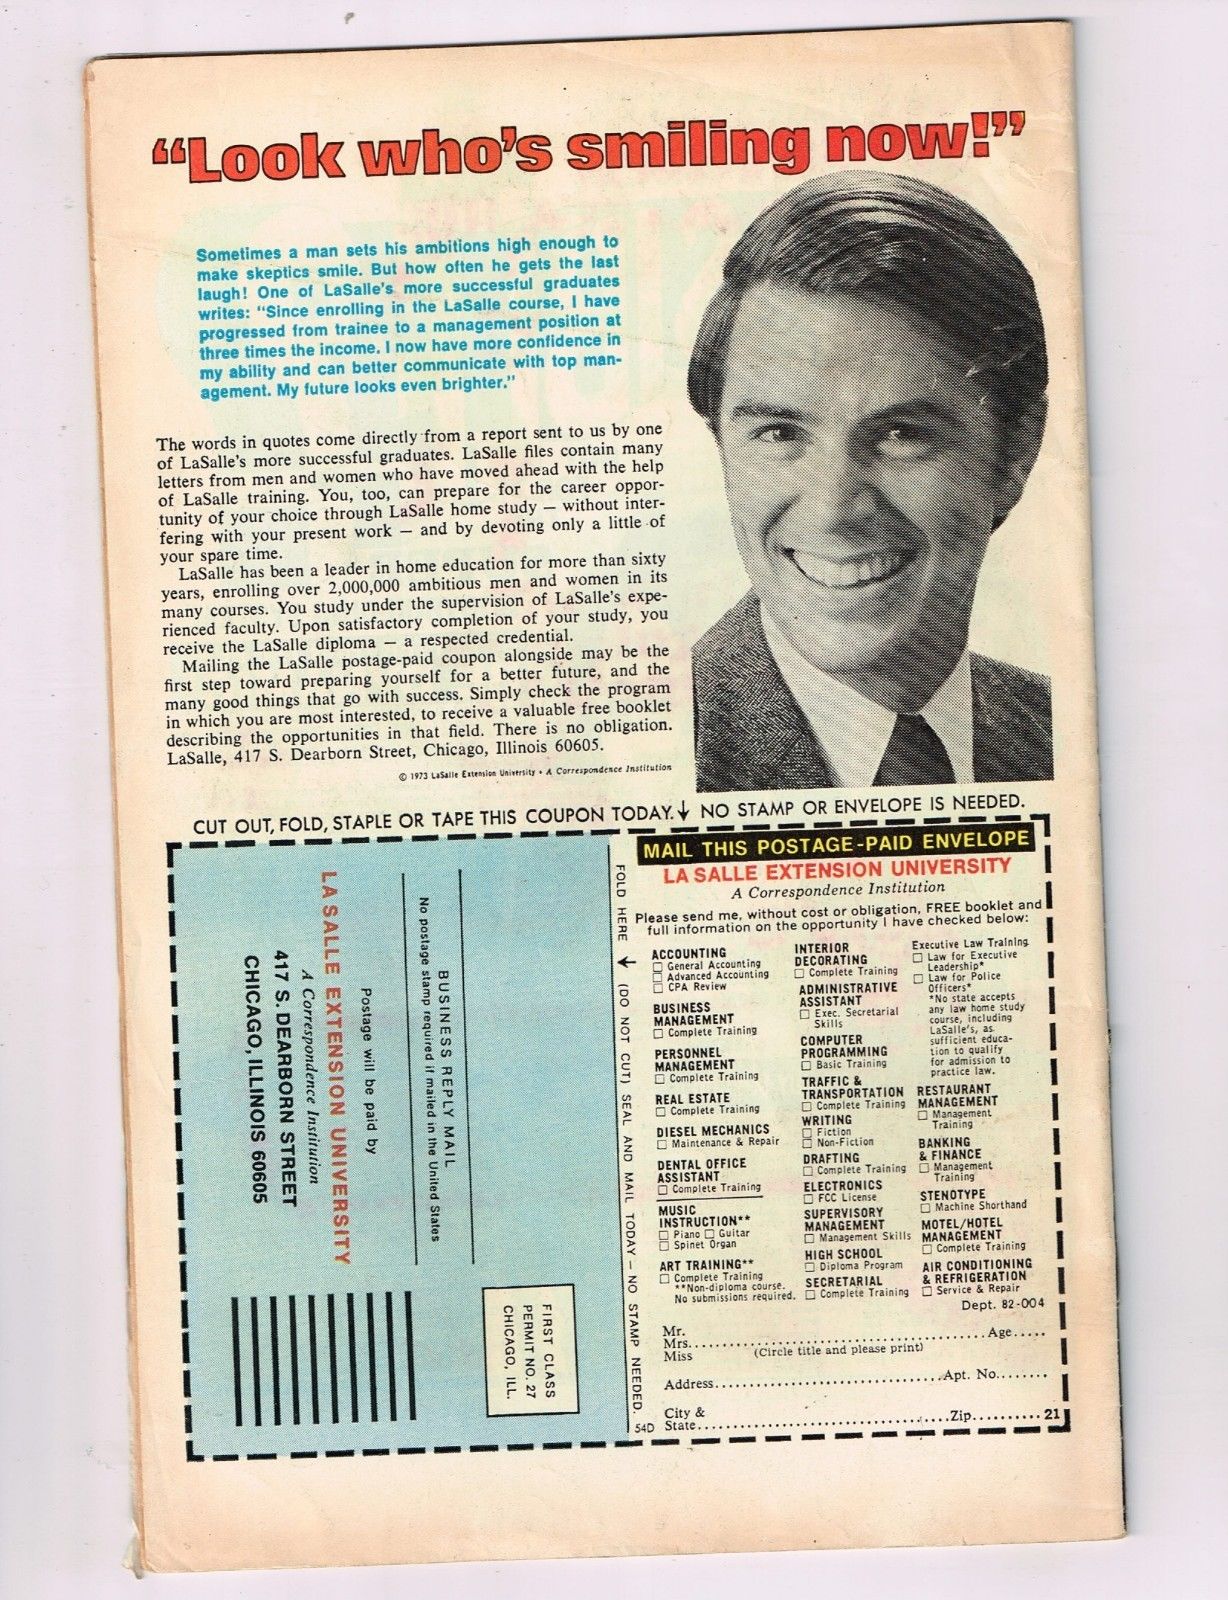 “Look who’s smiling now!”
Sometimes a man sets his ambitions high enough to
make skeptics smile. But how often he gets the last
laugh! One of LaSalle's more successful graduates
writes: "Since enrolling in the LaSalle course, I have
progressed from trainee to a management position at
three times the income. I now have more confidence in
my ability and can better communicate with top man-
agement. My future looks even brighter."
The words in quotes come directly from a report sent to us by one
of LaSalle's more successful graduates. LaSalle files contain many
letters from men and women who have moved ahead with the help
of LaSalle training. You, too, can prepare for the career oppor-
tunity of your choice through LaSalle home study — without inter-
fering with your present work — and by devoting only a little of
your spare time.
LaSalle has been a leader in home education for more than sixty
years, enrolling over 2,000,000 ambitious men and women in its
many courses. You study under the supervision of LaSalle's expe-
rienced faculty. Upon satisfactory completion of your study, you
receive the LaSalle diploma — a respected credential.
Mailing the LaSalle postage-paid coupon alongside may be the
first step toward preparing yourself for a better future, and the
many good things that go with success. Simply check the program
in which you are most interested, to receive a valuable free booklet
describing the opportunities in that field. There is no obligation.
LaSalle, 417 S. Dearborn Street, Chicago, Illinois 60605.
© 1973 LaSalle Extension University • A Correspondence Institution
CUT OUT, FOLD, STAPLE OR TAPE THIS COUPON TODAY.↓ NO STAMP OR ENVELOPE IS NEEDED.
FIRST CLASS
PERMIT NO. 27
CHICAGO, ILL.
BUSINESS REPLY MAIL
No postage stamp required if mailed in the United States
Postage will be paid by
LASALLE EXTENSION UNIVERSITY
A Correspondence Institution
417 S. DEARBORN STREET
CHICAGO, ILLINOIS 60605
FOLD HERE ↓ (DO NOT CUT) SEAL AND MAIL TODAY – NO STAMP NEEDED.
MAIL THIS POSTAGE-PAID ENVELOPE
LA SALLE EXTENSION UNIVERSITY
A Correspondence Institution
Please send me, without cost or obligation, FREE booklet and
full information on the opportunity I have checked below:
ACCOUNTING
☐ General Accounting
☐ Advanced Accounting
☐ CPA Review
BUSINESS
MANAGEMENT
☐ Complete Training
PERSONNEL
MANAGEMENT
☐ Complete Training
REAL ESTATE
☐ Complete Training
DIESEL MECHANICS
☐ Maintenance & Repair
DENTAL OFFICE
ASSISTANT
☐ Complete Training
MUSIC
INSTRUCTION**
☐ Piano ☐ Guitar
☐ Spinet Organ
ART TRAINING**
☐ Complete Training
**Non-diploma course.
No submissions required.
INTERIOR
DECORATING
☐ Complete Training
ADMINISTRATIVE
ASSISTANT
☐ Exec. Secretarial
Skills
COMPUTER
PROGRAMMING
☐ Basic Training
TRAFFIC &
TRANSPORTATION
☐ Complete Training
WRITING
☐ Fiction
☐ Non-Fiction
DRAFTING
☐ Complete Training
ELECTRONICS
☐ FCC License
SUPERVISORY
MANAGEMENT
☐ Management Skills
HIGH SCHOOL
☐ Diploma Program
SECRETARIAL
☐ Complete Training
Executive Law Training
☐ Law for Executive
Leadership*
☐ Law for Police
Officers*
*No state accepts
any law home study
course, including
LaSalle's, as
sufficient educa-
tion to qualify
for admission to
practice law.
RESTAURANT
MANAGEMENT
☐ Management
Training
BANKING
& FINANCE
☐ Management
Training
STENOTYPE
☐ Machine Shorthand
MOTEL/HOTEL
MANAGEMENT
☐ Complete Training
AIR CONDITIONING
& REFRIGERATION
☐ Service & Repair
Dept. 82-004
Mr.
Mrs. Age
Miss (Circle title and please print)
Address Apt. No.
City &
State Zip 21
54D